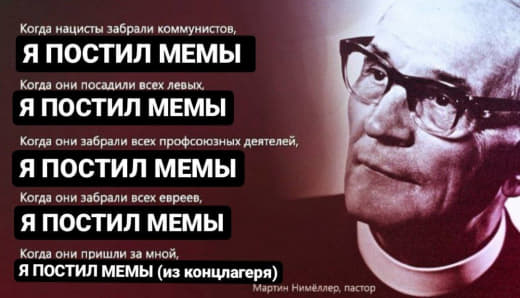 Когда нацисты забрали коммунистов,
Я ПОСТИЛ МЕМЫ
Когда они посадили всех левых,
Я ПОСТИЛ МЕМЫ
Когда они забрали всех профсоюзных деятелей,
Я ПОСТИЛ МЕМЫ
Когда они забрали всех евреев,
Я ПОСТИЛ МЕМЫ
Когда они пришли за мной,
Я ПОСТИЛ МЕМЫ (из концлагеря)
Мартин Нимёллер, пастор